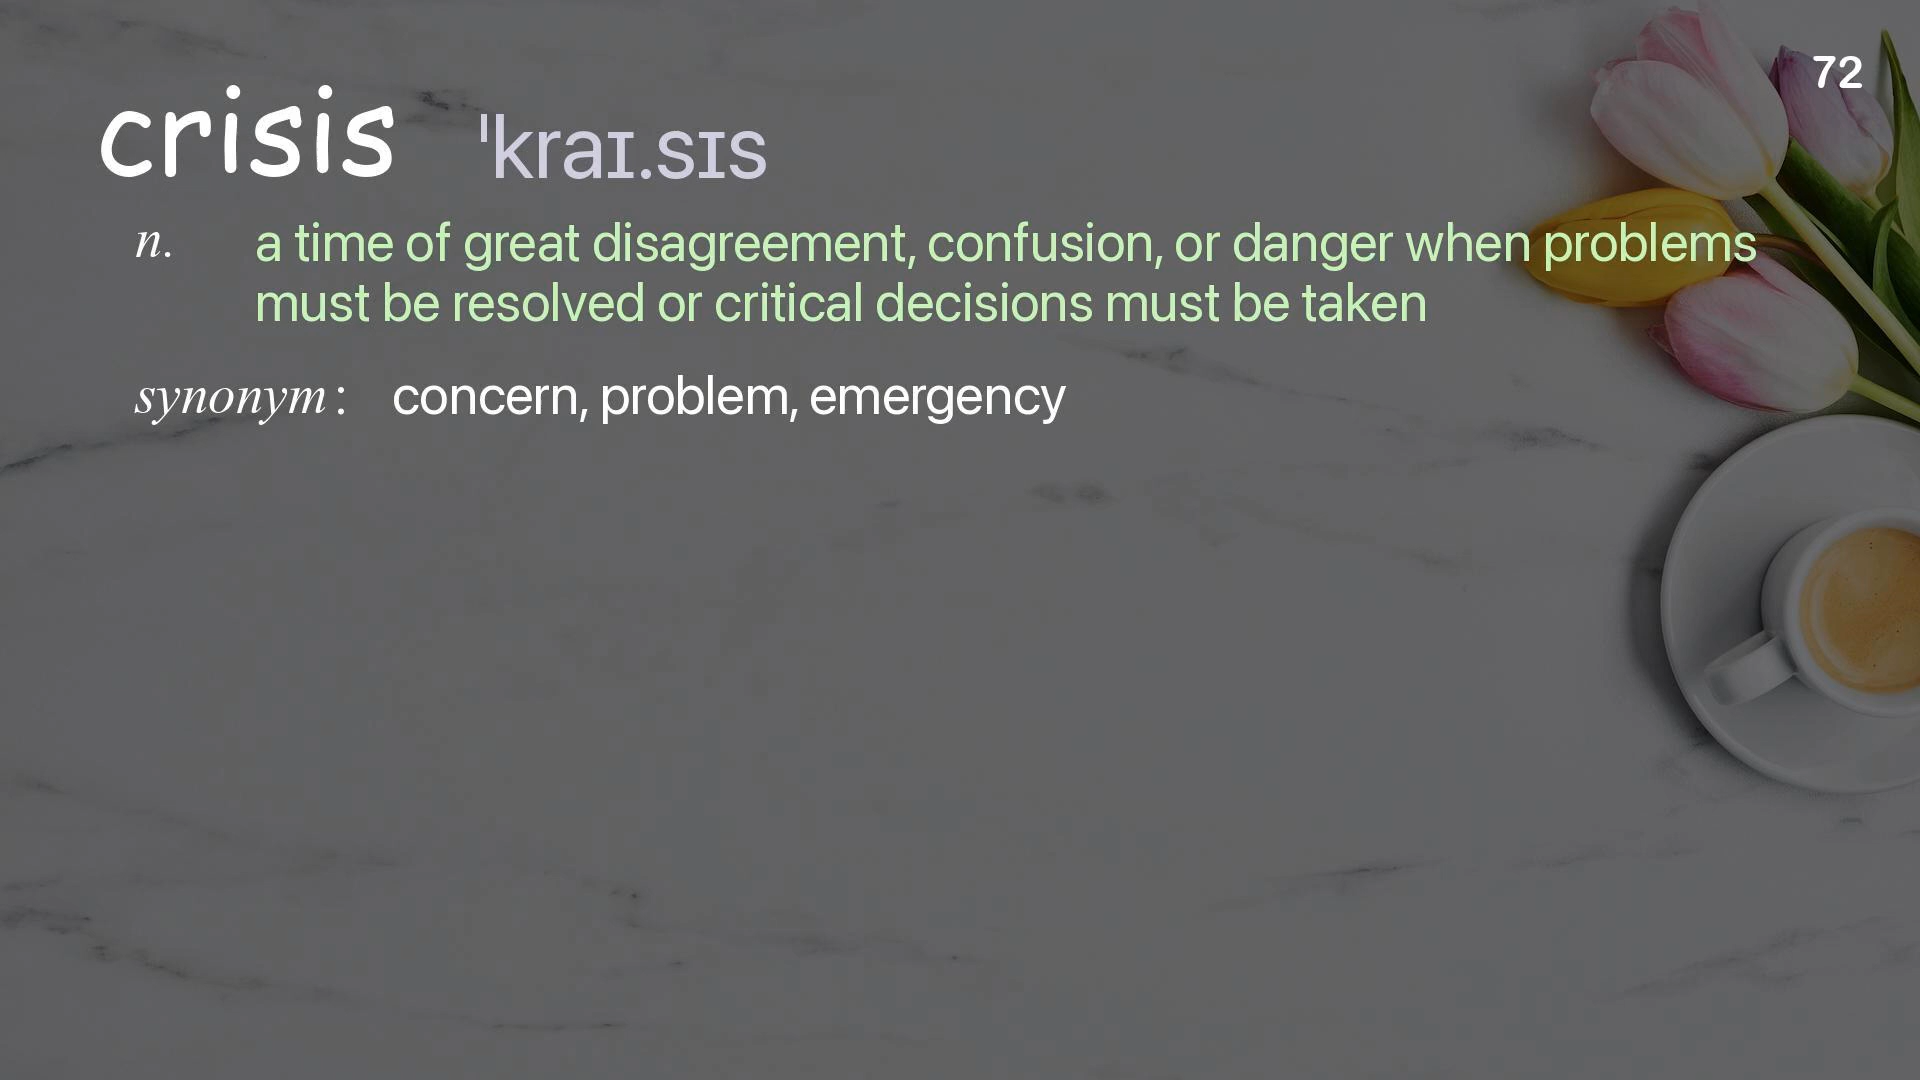 72
crisis ˈkraɪ.sɪs
n. a time of great disagreement, confusion, or danger when problems
must be resolved or critical decisions must be taken
synonym : concern, problem, emergency